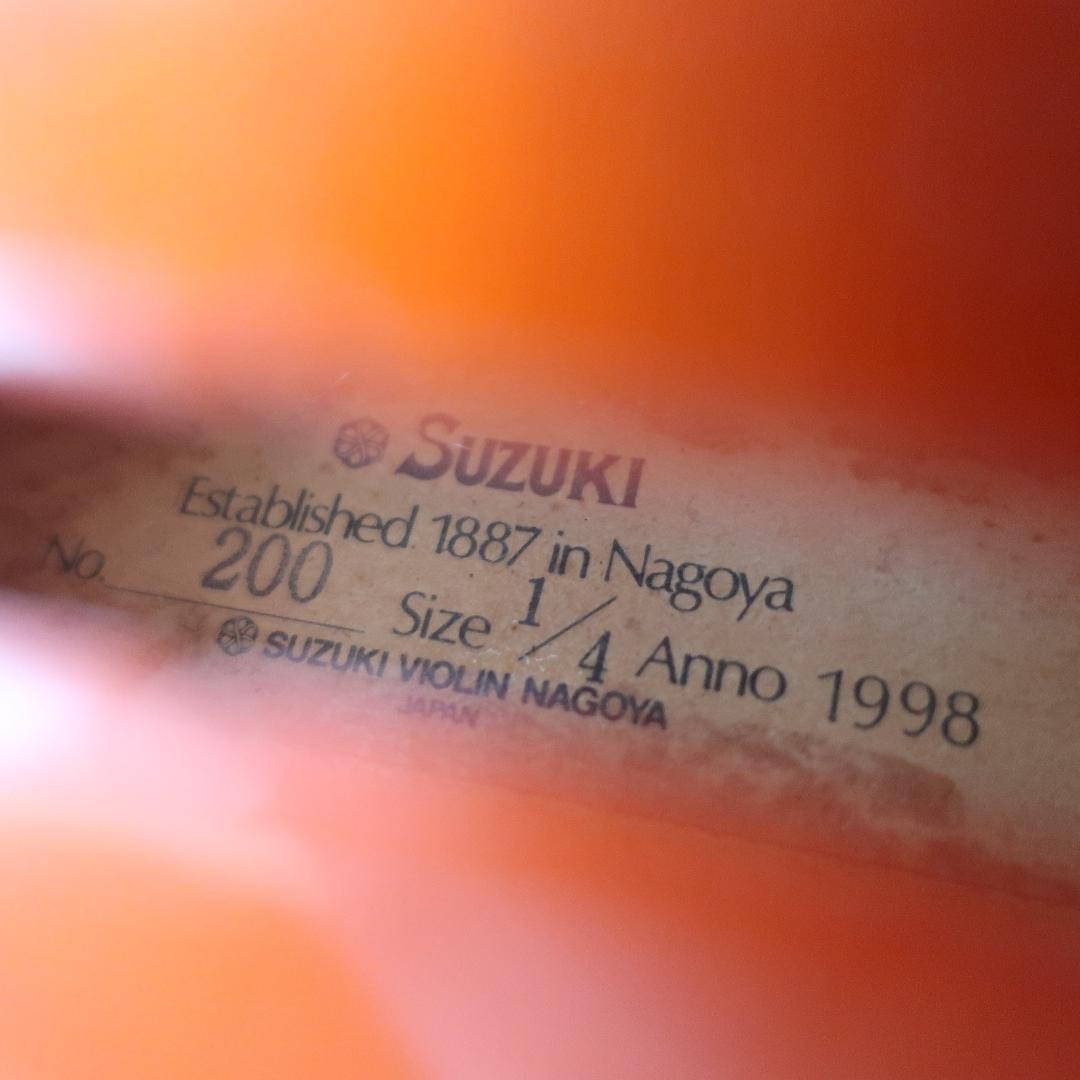 SUZUKI
Established 1887 in Nagoya
No. 200 Size 1/4 Anno 1998
SUZUKI VIOLIN NAGOYA
JAPAN